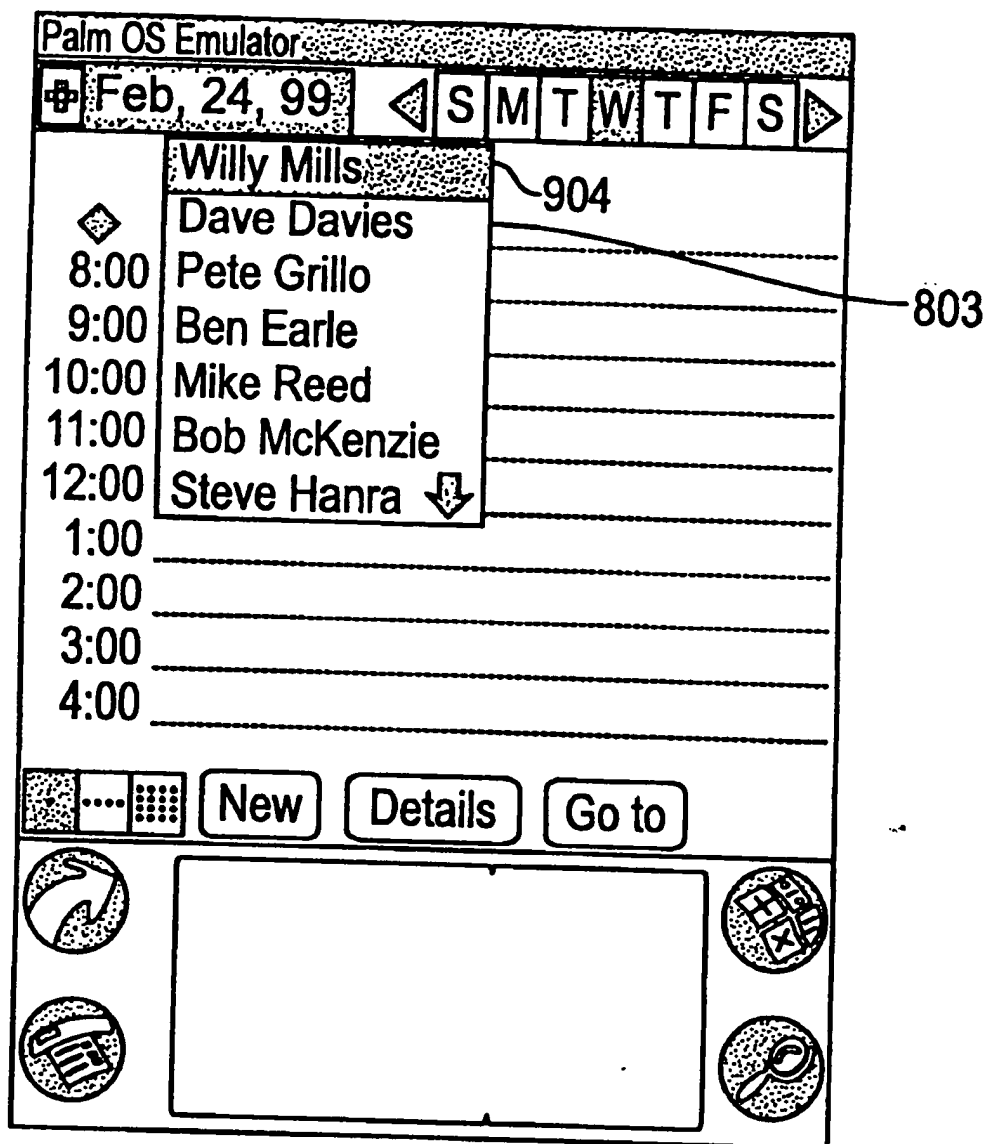 Palm OS Emulator
Feb, 24, 99 S M T W T F S
Willy Mills
904
Dave Davies
8:00 Pete Grillo
803
9:00 Ben Earle
10:00 Mike Reed
11:00 Bob McKenzie
12:00 Steve Hanra
1:00
2:00
3:00
4:00
New Details Go to